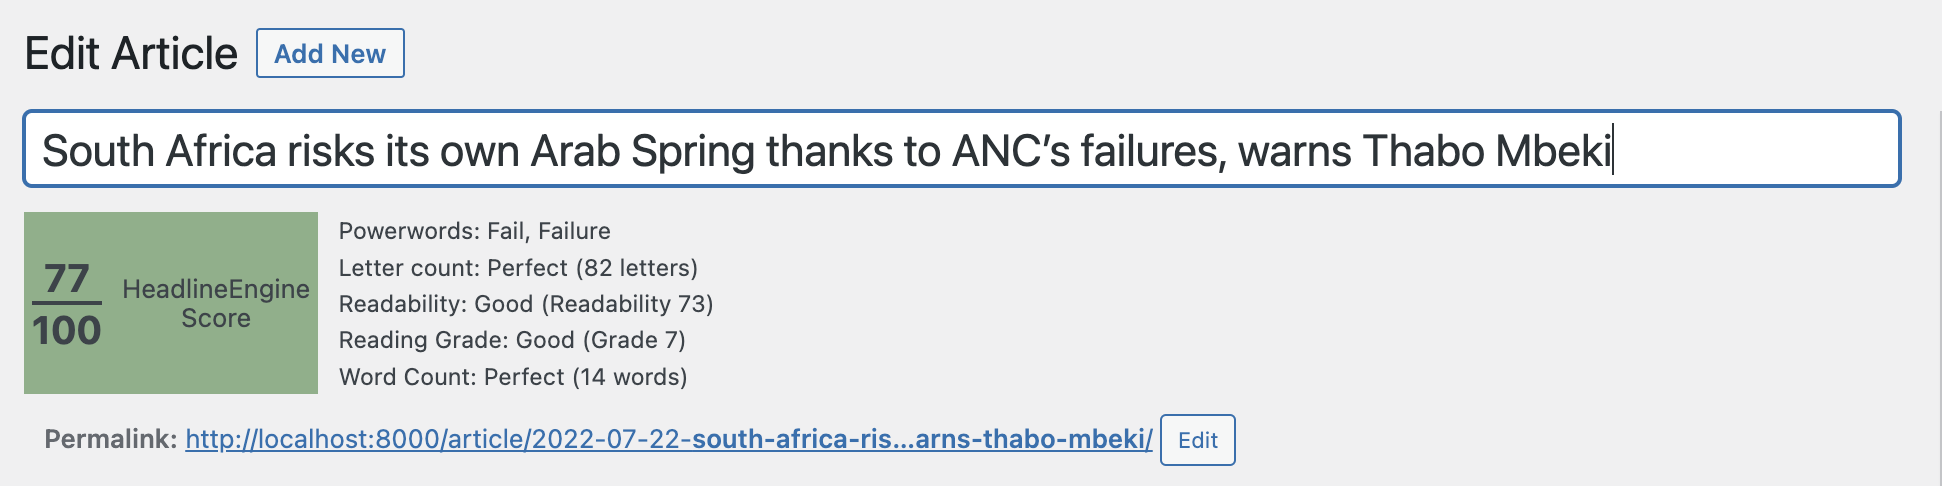 Edit Article Add New
South Africa risks its own Arab Spring thanks to ANC’s failures, warns Thabo Mbeki
77
100
HeadlineEngine
Score
Powerwords: Fail, Failure
Letter count: Perfect (82 letters)
Readability: Good (Readability 73)
Reading Grade: Good (Grade 7)
Word Count: Perfect (14 words)
Permalink: http://localhost:8000/article/2022-07-22-south-africa-ris...arns-thabo-mbeki/ Edit